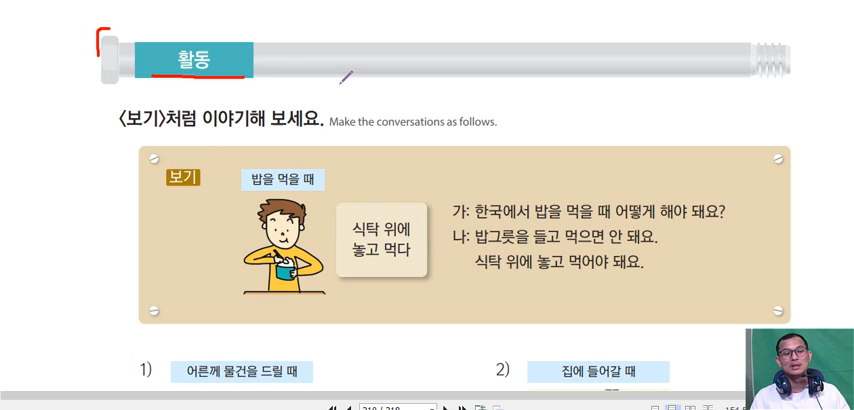 활동
〈보기〉처럼 이야기해 보세요. Make the conversations as follows.
보기
밥을 먹을 때
식탁 위에
놓고 먹다
가: 한국에서 밥을 먹을 때 어떻게 해야 돼요?
나: 밥그릇을 들고 먹으면 안 돼요.
식탁 위에 놓고 먹어야 돼요.
1) 어른께 물건을 드릴 때
2) 집에 들어갈 때